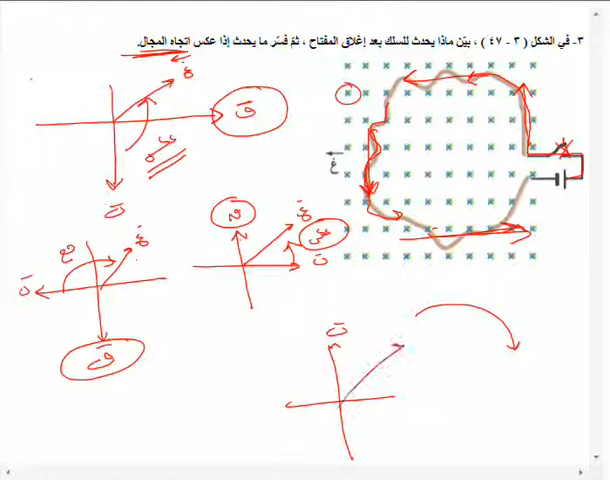 ٣- في الشكل ( ٣ - ٤٧ ) ، بيّن ماذا يحدث للسلك بعد إغلاق المفتاح ، ثمّ فسّر ما يحدث إذا عكس اتجاه المجال.
غ
غ
ق
ت
ق
غ
ت
غ
ت
ق
ت